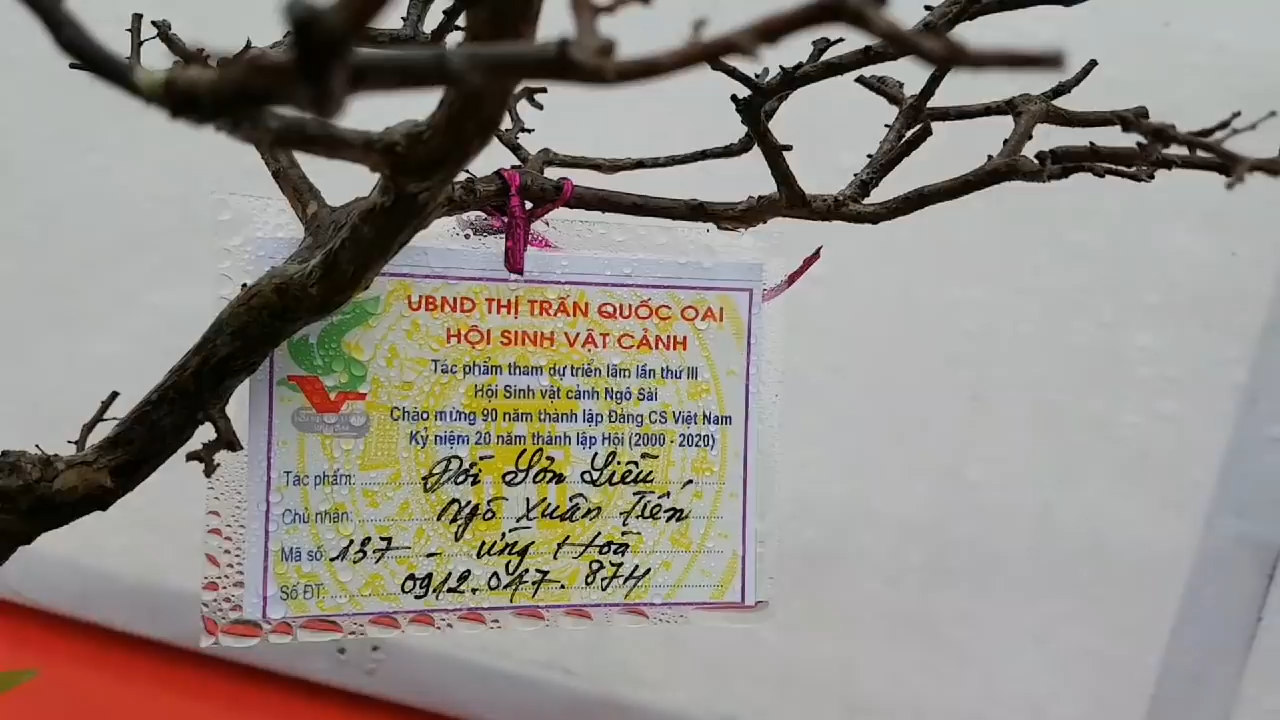 UBND THỊ TRẤN QUỐC OAI
HỘI SINH VẬT CẢNH
Tác phẩm tham dự triển lãm lần thứ III
Hội Sinh vật cảnh Ngô Sài
Chào mừng 90 năm thành lập Đảng CS Việt Nam
Kỷ niệm 20 năm thành lập Hội (2000 - 2020)
Tác phẩm: Đôi Sơn Liễu
Chủ nhân: Ngô Xuân Tiến
Mã số: 137 - Ứng Hoà
Số ĐT: 0912.047.874